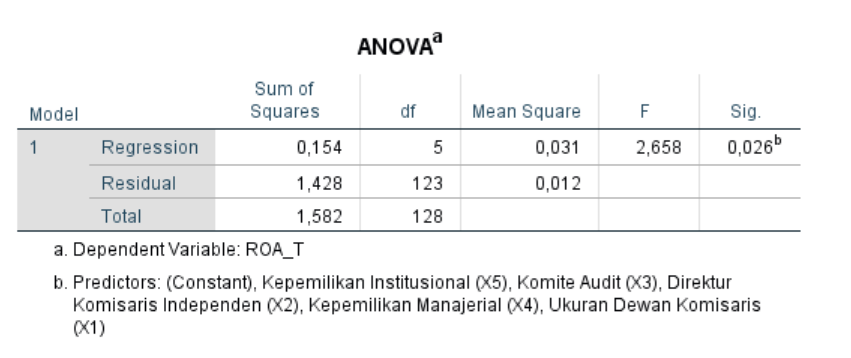 ANOVAa
Model Sum of Squares df Mean Square F Sig.
1 Regression 0,154 5 0,031 2,658 0,026b
Residual 1,428 123 0,012
Total 1,582 128
a. Dependent Variable: ROA_T
b. Predictors: (Constant), Kepemilikan Institusional (X5), Komite Audit (X3), Direktur
Komisaris Independen (X2), Kepemilikan Manajerial (X4), Ukuran Dewan Komisaris
(X1)